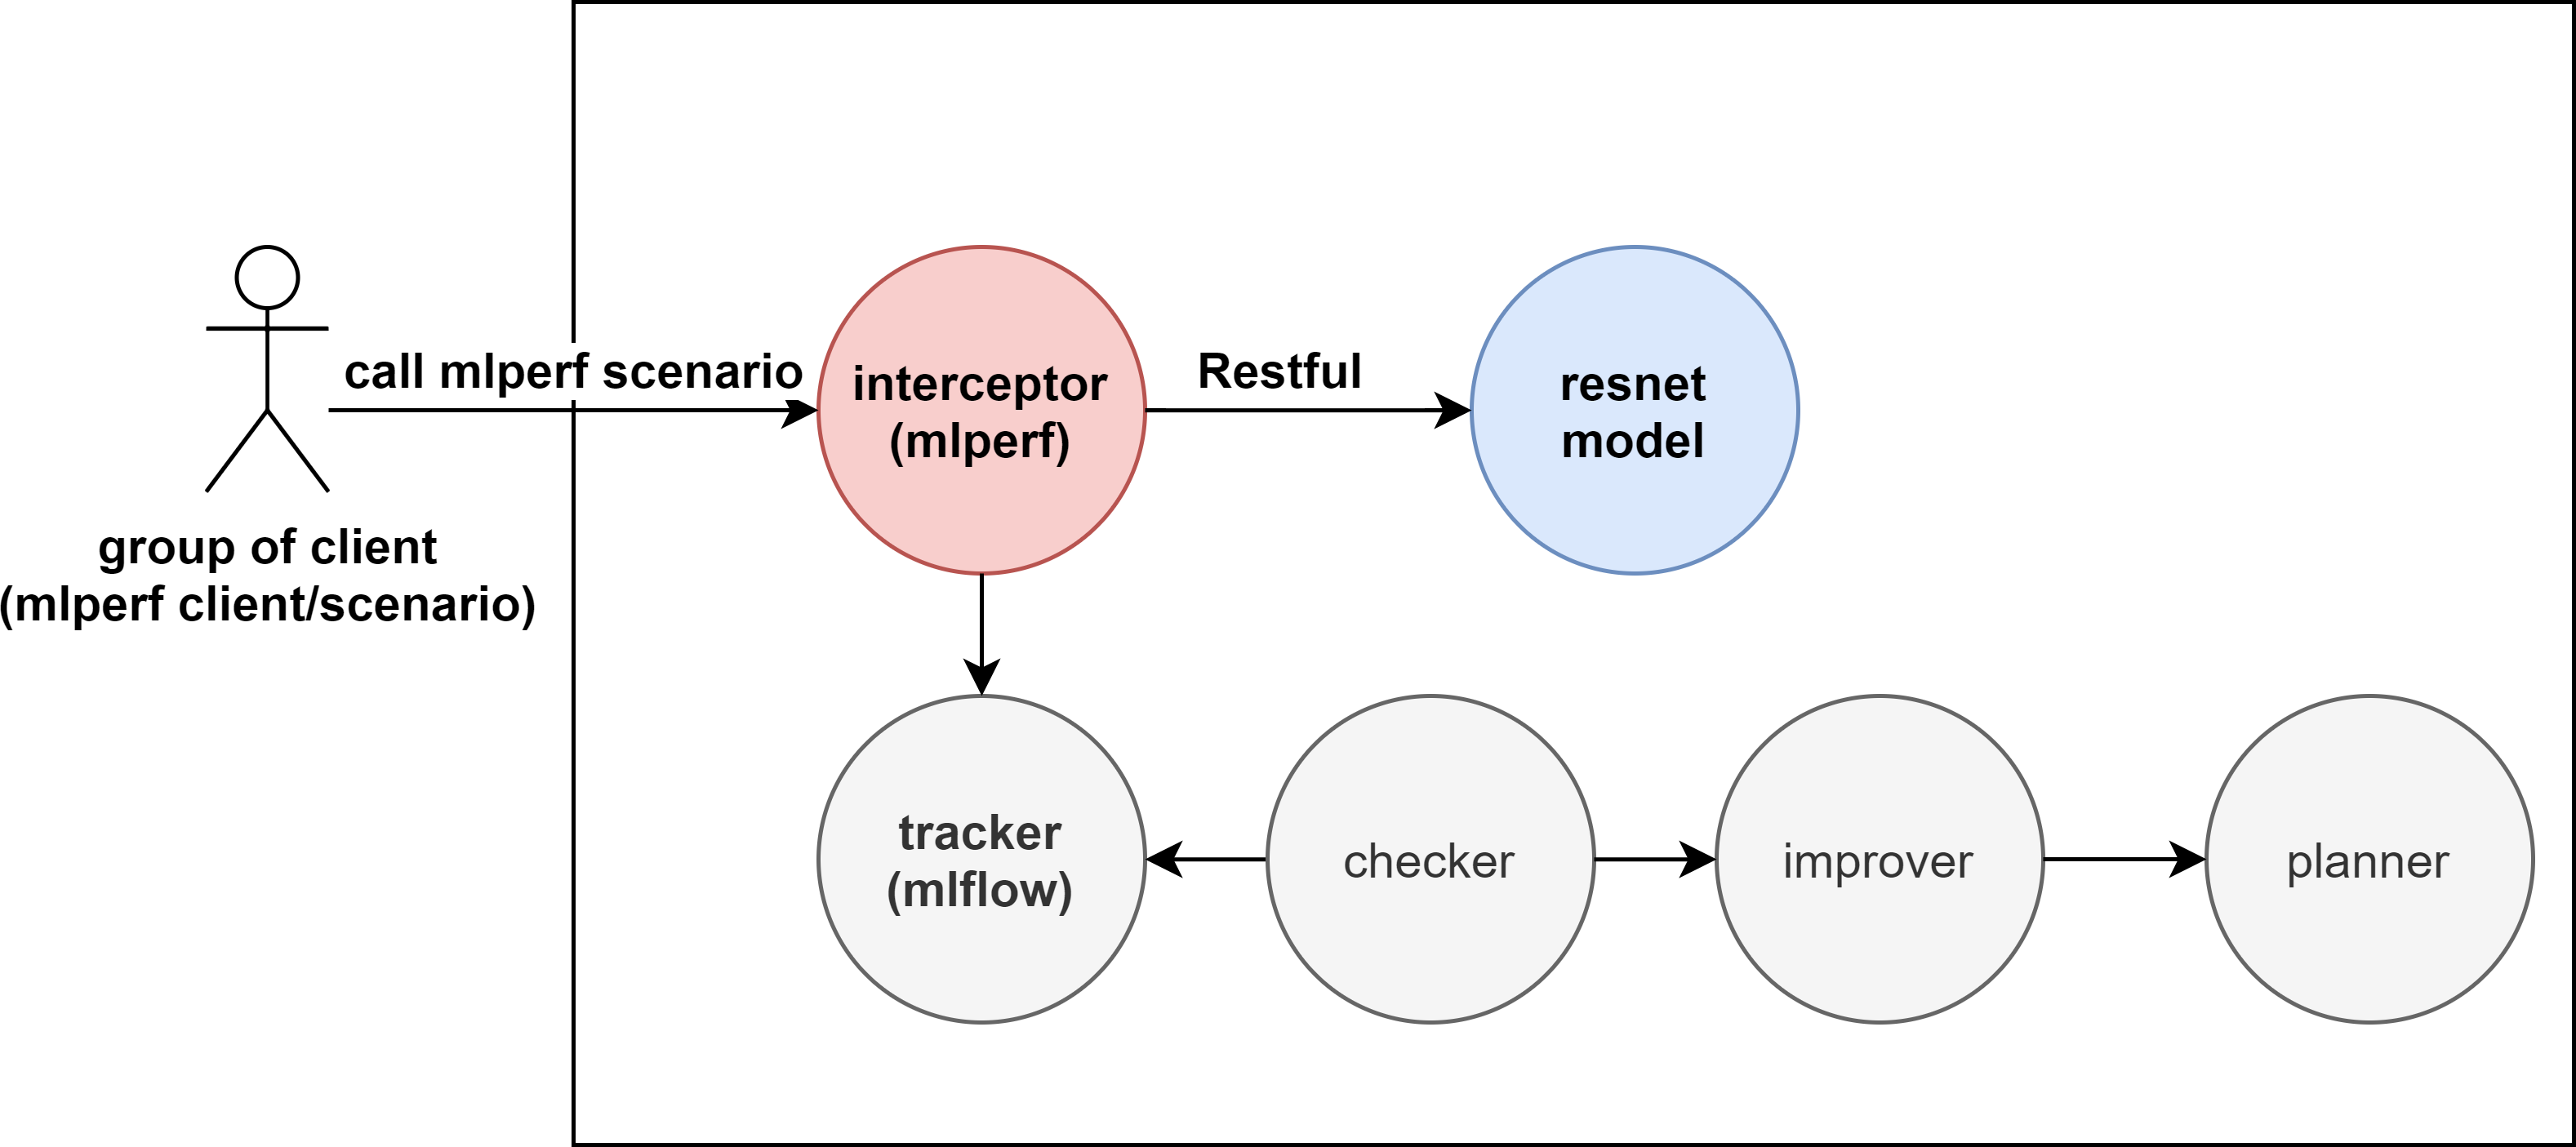 call mlperf scenario
interceptor
(mlperf)
Restful
resnet
model
group of client
(mlperf client/scenario)
tracker
(mlflow)
checker
improver
planner